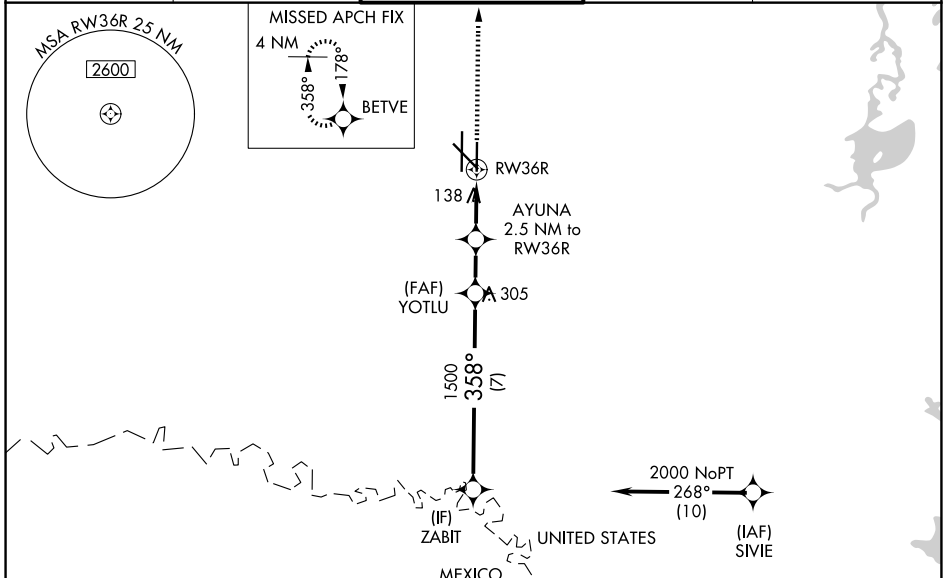 MSA RW36R 25 NM
2600
MISSED APCH FIX
4 NM
358°
178°
BETVE
RW36R
138
AYUNA
2.5 NM to
RW36R
(FAF)
YOTLU
305
1500
358°
(7)
2000 NoPT
268°
(10)
(IAF)
SIVIE
(IF)
ZABIT
UNITED STATES
MEXICO